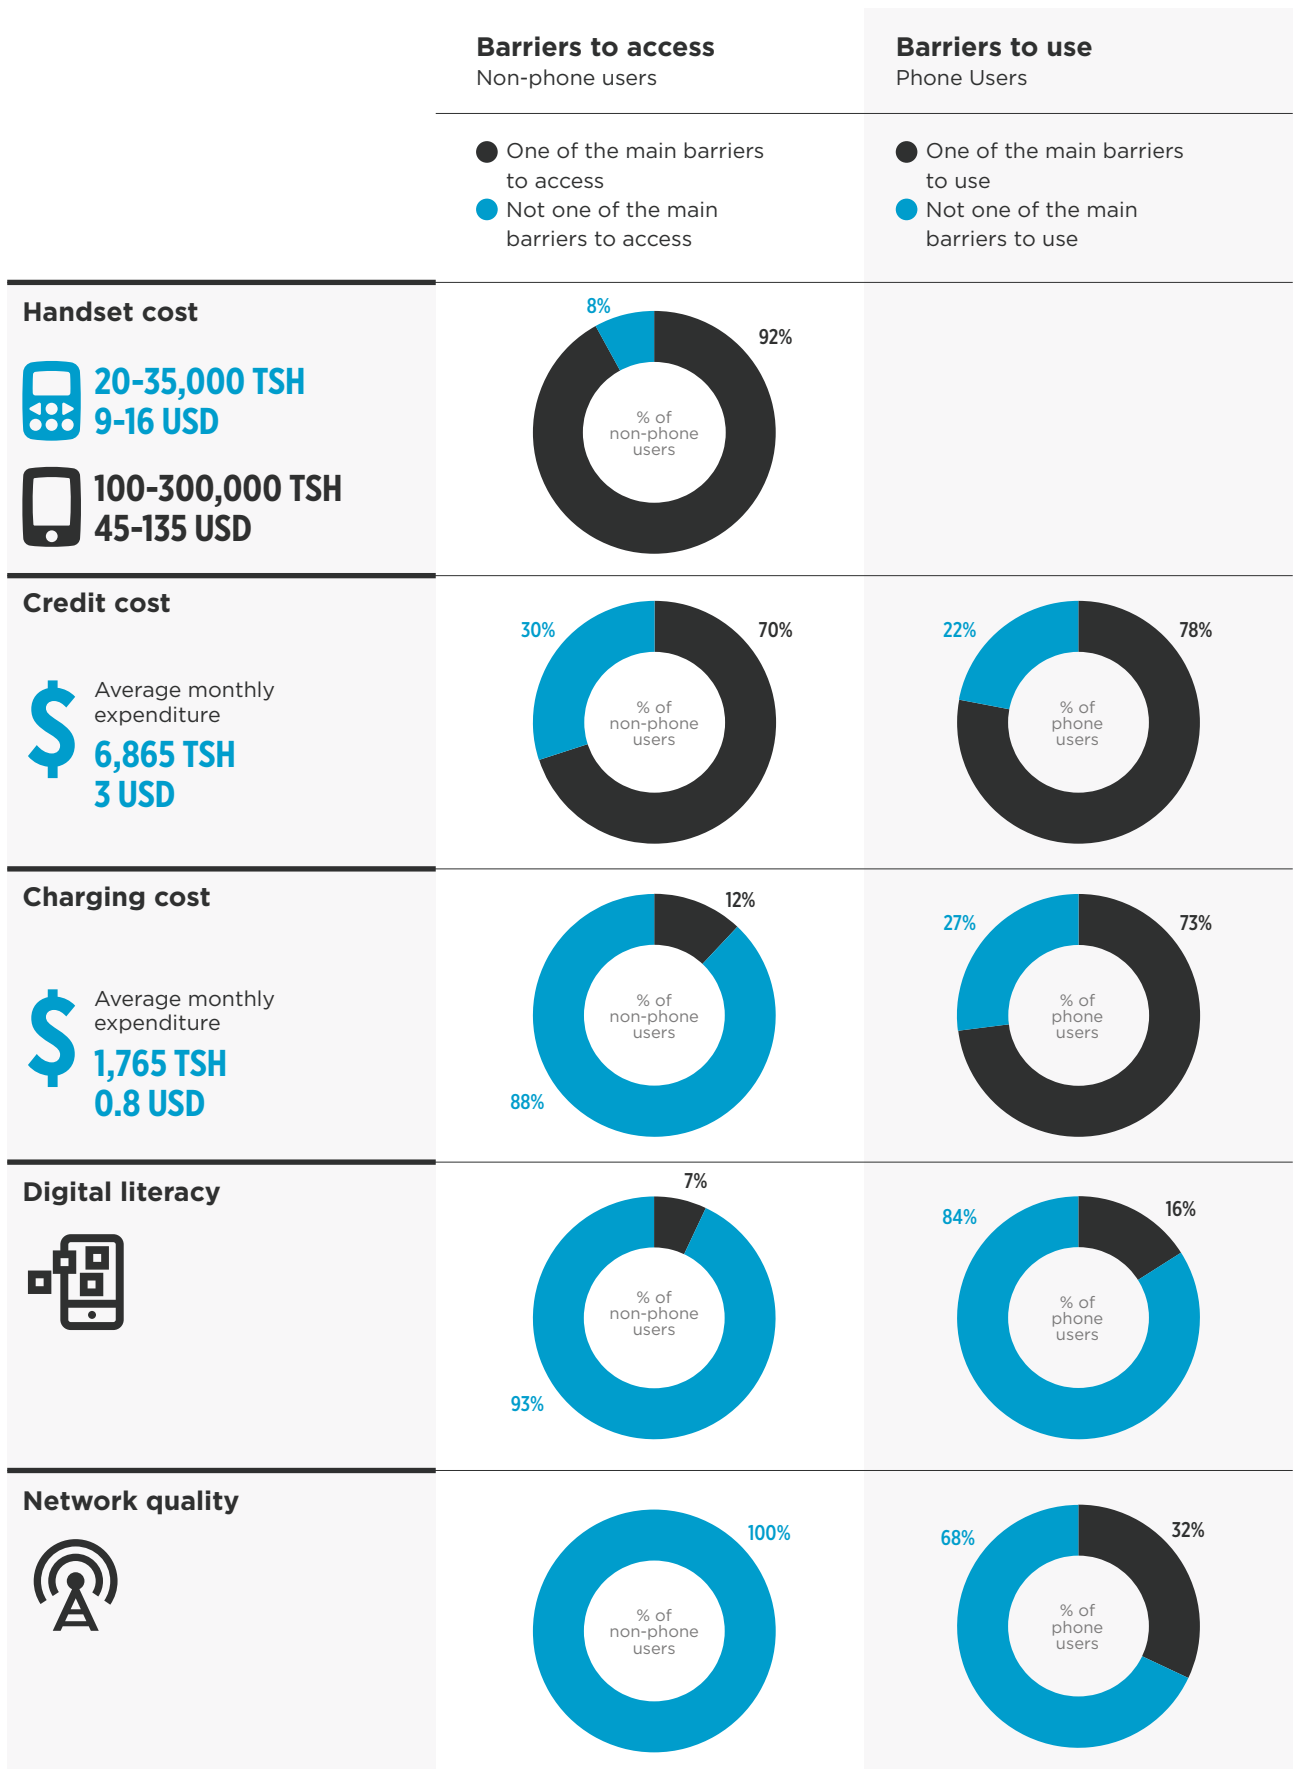 Barriers to access
Non-phone users
Barriers to use
Phone Users
One of the main barriers
to access
Not one of the main
barriers to access
One of the main barriers
to use
Not one of the main
barriers to use
Handset cost
20-35,000 TSH
9-16 USD
100-300,000 TSH
45-135 USD
8%
92%
% of
non-phone
users
Credit cost
Average monthly
expenditure
6,865 TSH
3 USD
30%
70%
% of
non-phone
users
22%
78%
% of
phone
users
Charging cost
Average monthly
expenditure
1,765 TSH
0.8 USD
12%
88%
% of
non-phone
users
27%
73%
% of
phone
users
Digital literacy
7%
93%
% of
non-phone
users
84%
16%
% of
phone
users
Network quality
100%
% of
non-phone
users
68%
32%
% of
phone
users